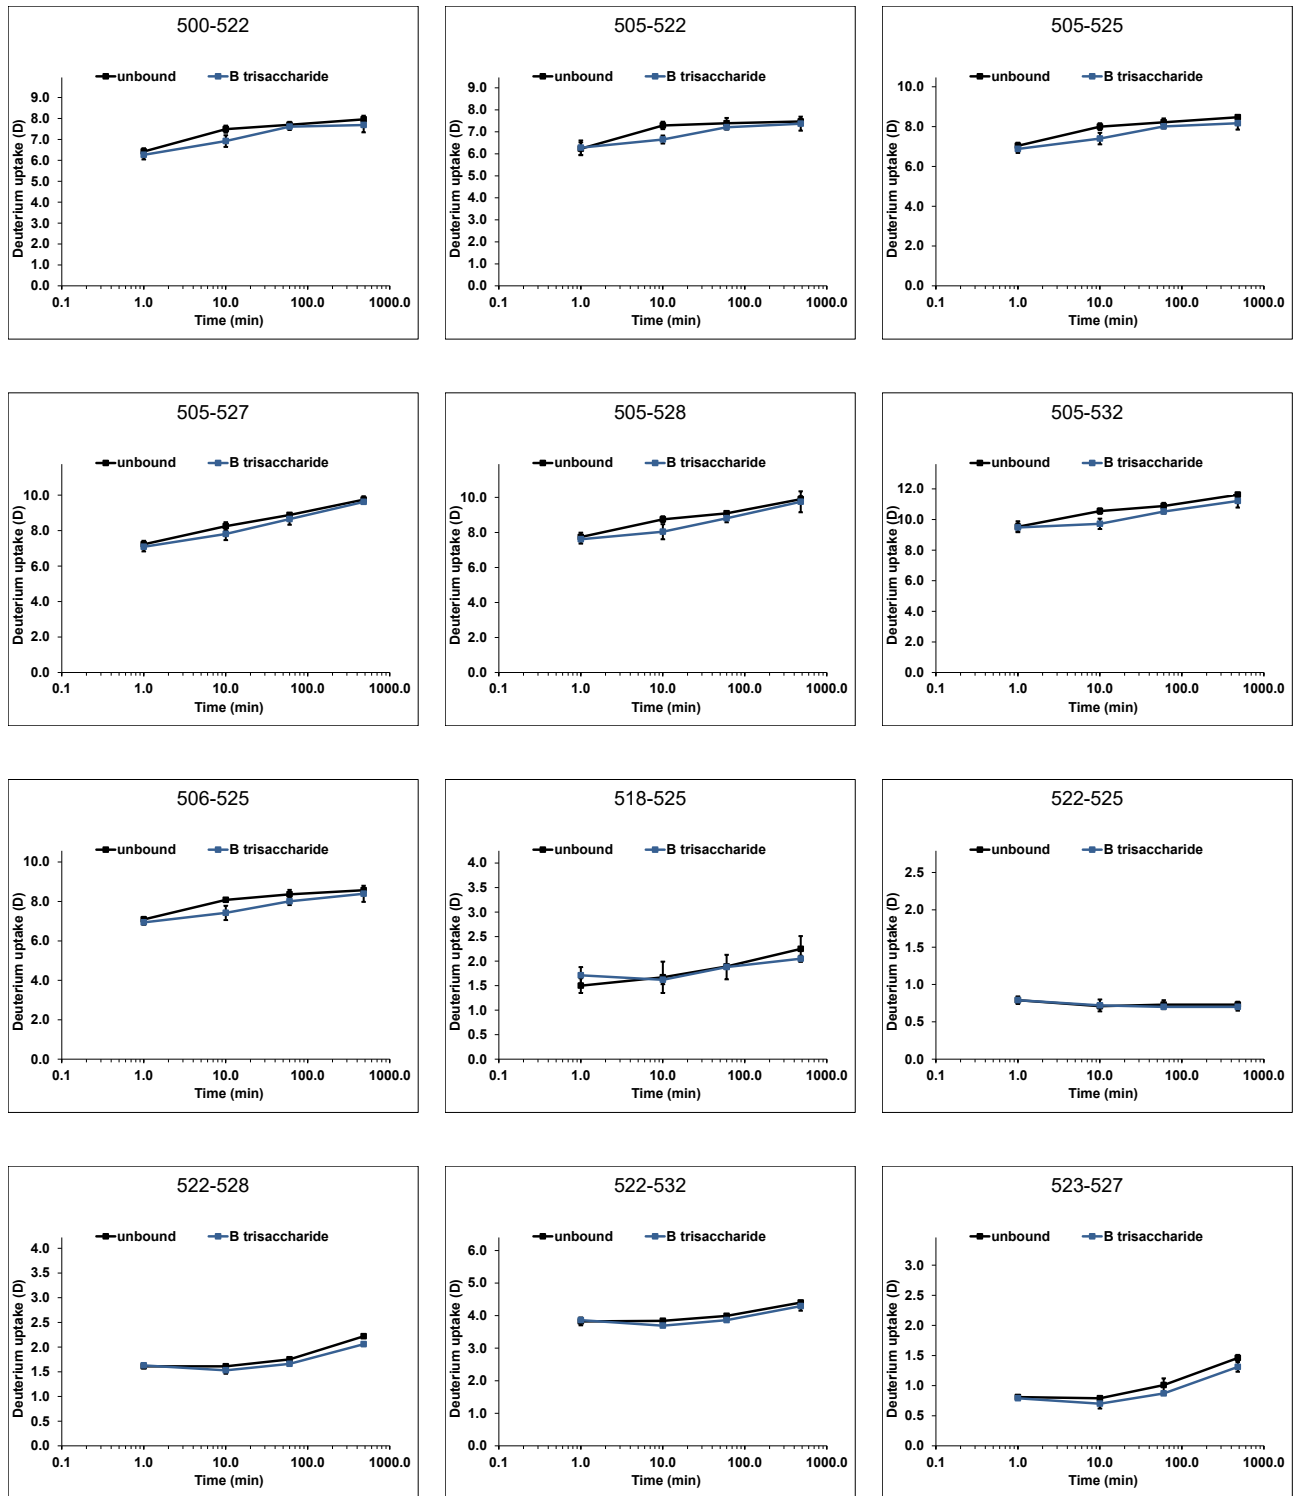 500-522
unbound B trisaccharide
Deuterium uptake (D)
9.0
8.0
7.0
6.0
5.0
4.0
3.0
2.0
1.0
0.0
0.1 1.0 10.0 100.0 1000.0
Time (min)
505-522
unbound B trisaccharide
Deuterium uptake (D)
9.0
8.0
7.0
6.0
5.0
4.0
3.0
2.0
1.0
0.0
0.1 1.0 10.0 100.0 1000.0
Time (min)
505-525
unbound B trisaccharide
Deuterium uptake (D)
10.0
8.0
6.0
4.0
2.0
0.0
0.1 1.0 10.0 100.0 1000.0
Time (min)
505-527
unbound B trisaccharide
Deuterium uptake (D)
10.0
8.0
6.0
4.0
2.0
0.0
0.1 1.0 10.0 100.0 1000.0
Time (min)
505-528
unbound B trisaccharide
Deuterium uptake (D)
10.0
8.0
6.0
4.0
2.0
0.0
0.1 1.0 10.0 100.0 1000.0
Time (min)
505-532
unbound B trisaccharide
Deuterium uptake (D)
12.0
10.0
8.0
6.0
4.0
2.0
0.0
0.1 1.0 10.0 100.0 1000.0
Time (min)
506-525
unbound B trisaccharide
Deuterium uptake (D)
10.0
8.0
6.0
4.0
2.0
0.0
0.1 1.0 10.0 100.0 1000.0
Time (min)
518-525
unbound B trisaccharide
Deuterium uptake (D)
4.0
3.5
3.0
2.5
2.0
1.5
1.0
0.5
0.0
0.1 1.0 10.0 100.0 1000.0
Time (min)
522-525
unbound B trisaccharide
Deuterium uptake (D)
2.5
2.0
1.5
1.0
0.5
0.0
0.1 1.0 10.0 100.0 1000.0
Time (min)
522-528
unbound B trisaccharide
Deuterium uptake (D)
4.0
3.5
3.0
2.5
2.0
1.5
1.0
0.5
0.0
0.1 1.0 10.0 100.0 1000.0
Time (min)
522-532
unbound B trisaccharide
Deuterium uptake (D)
6.0
5.0
4.0
3.0
2.0
1.0
0.0
0.1 1.0 10.0 100.0 1000.0
Time (min)
523-527
unbound B trisaccharide
Deuterium uptake (D)
3.0
2.5
2.0
1.5
1.0
0.5
0.0
0.1 1.0 10.0 100.0 1000.0
Time (min)